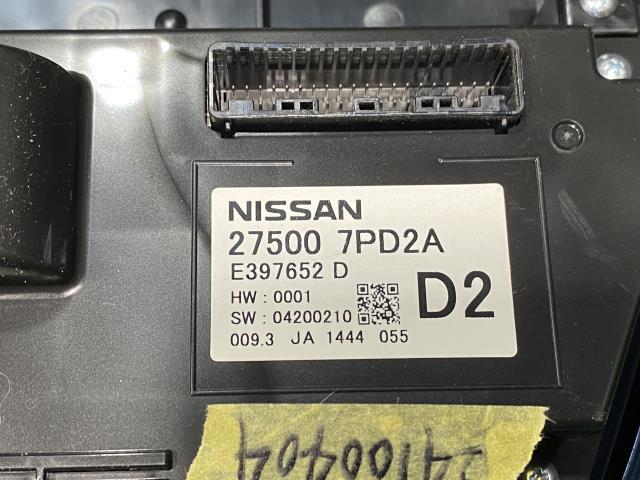 NISSAN
27500 7PD2A
E397652 D
HW : 0001
SW : 04200210
D2
009.3 JA 1444 055
24100404